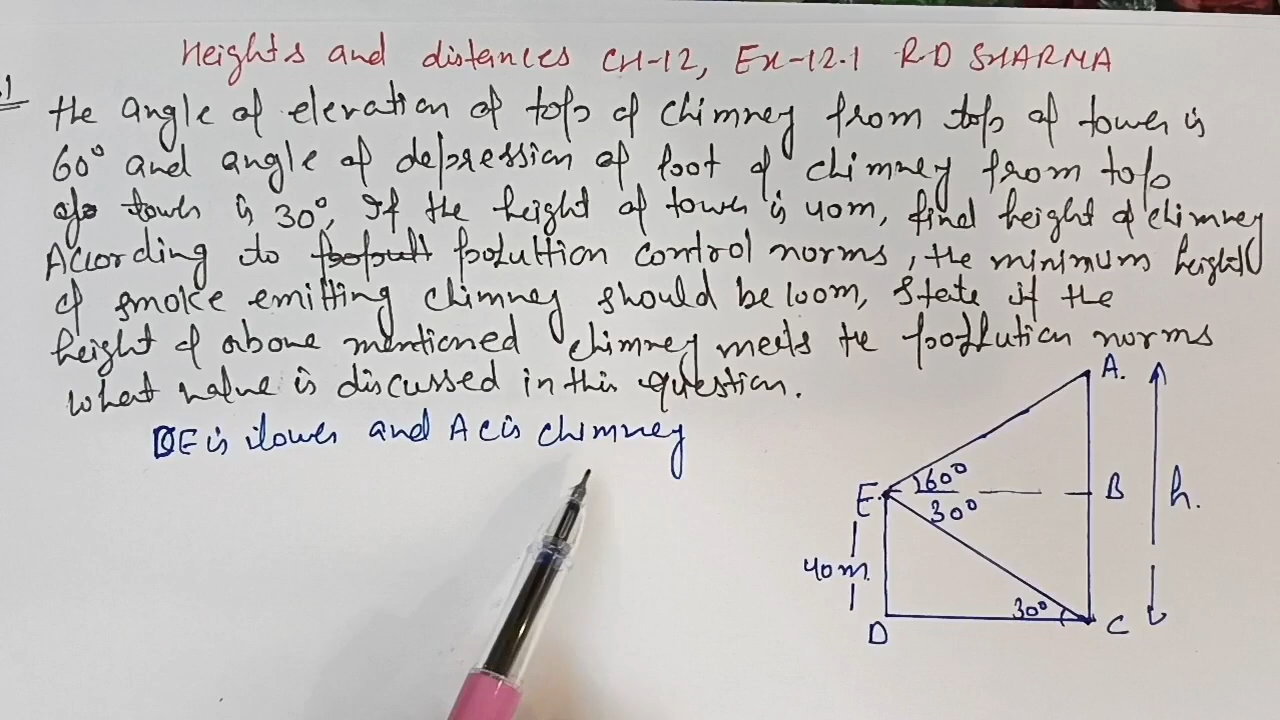 Heights and distances CH-12, Ex-12.1 R.D SHARMA
the angle of elevation of top of chimney from top of tower is
60° and angle of depression of foot of chimney from top
of tower is 30°, If the height of tower is 40m, find height of chimney
According to pollution control norms, the minimum height
of smoke emitting chimney should be 100m, State if the
height of above mentioned chimney meets the pollution norms
what value is discussed in this question.
DE is tower and AC is chimney
A.
60°
E
B
h.
30°
40m.
30°
D
C